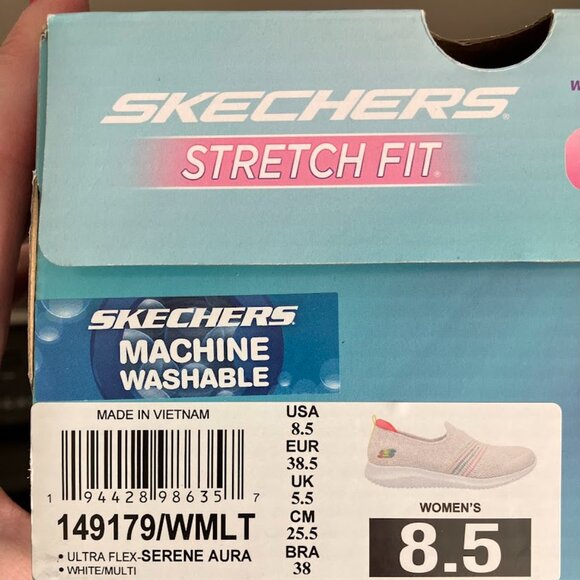 W
SKECHERS®
STRETCH FIT®
SKECHERS®
MACHINE
WASHABLE
MADE IN VIETNAM
1 94428 98635 7
149179/WMLT
• ULTRA FLEX-SERENE AURA
• WHITE/MULTI
USA
8.5
EUR
38.5
UK
5.5
CM
25.5
BRA
38
WOMEN'S
8.5